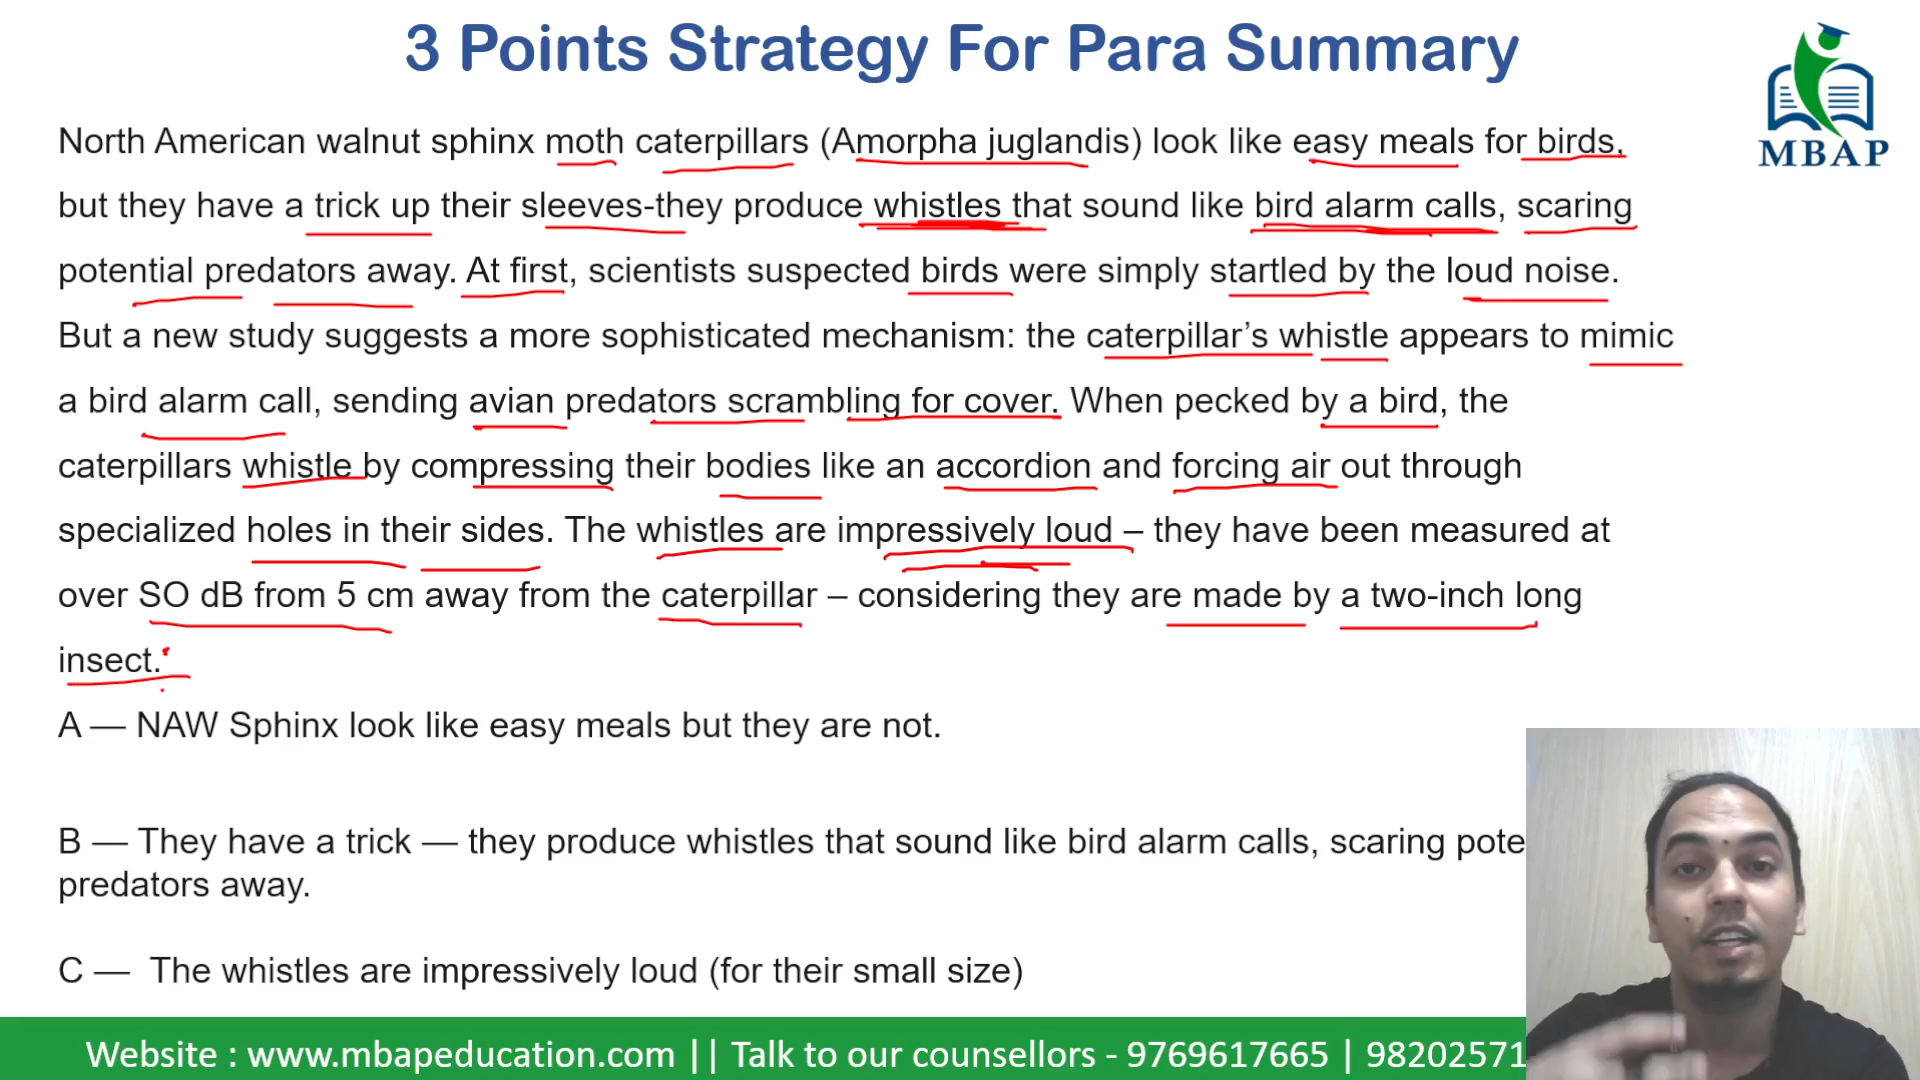 3 Points Strategy For Para Summary
MBAP
North American walnut sphinx moth caterpillars (Amorpha juglandis) look like easy meals for birds,
but they have a trick up their sleeves-they produce whistles that sound like bird alarm calls, scaring
potential predators away. At first, scientists suspected birds were simply startled by the loud noise.
But a new study suggests a more sophisticated mechanism: the caterpillar’s whistle appears to mimic
a bird alarm call, sending avian predators scrambling for cover. When pecked by a bird, the
caterpillars whistle by compressing their bodies like an accordion and forcing air out through
specialized holes in their sides. The whistles are impressively loud – they have been measured at
over SO dB from 5 cm away from the caterpillar – considering they are made by a two-inch long
insect.
A — NAW Sphinx look like easy meals but they are not.
B — They have a trick — they produce whistles that sound like bird alarm calls, scaring pote
predators away.
C — The whistles are impressively loud (for their small size)
Website : www.mbapeducation.com || Talk to our counsellors - 9769617665 | 98202571